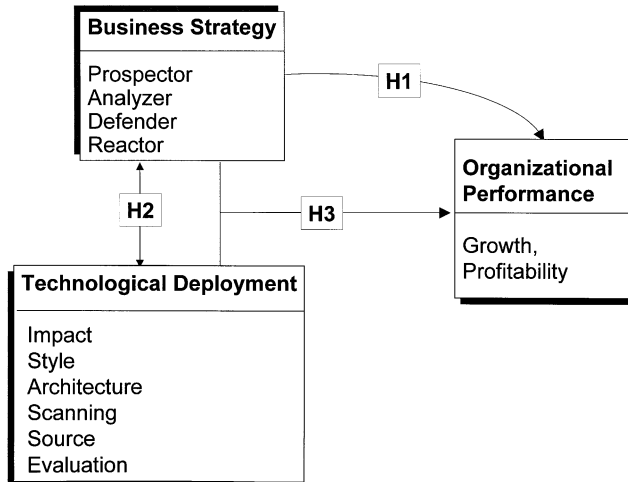 Business Strategy
Prospector
Analyzer
Defender
Reactor
H1
Organizational
Performance
Growth,
Profitability
H2
H3
Technological Deployment
Impact
Style
Architecture
Scanning
Source
Evaluation